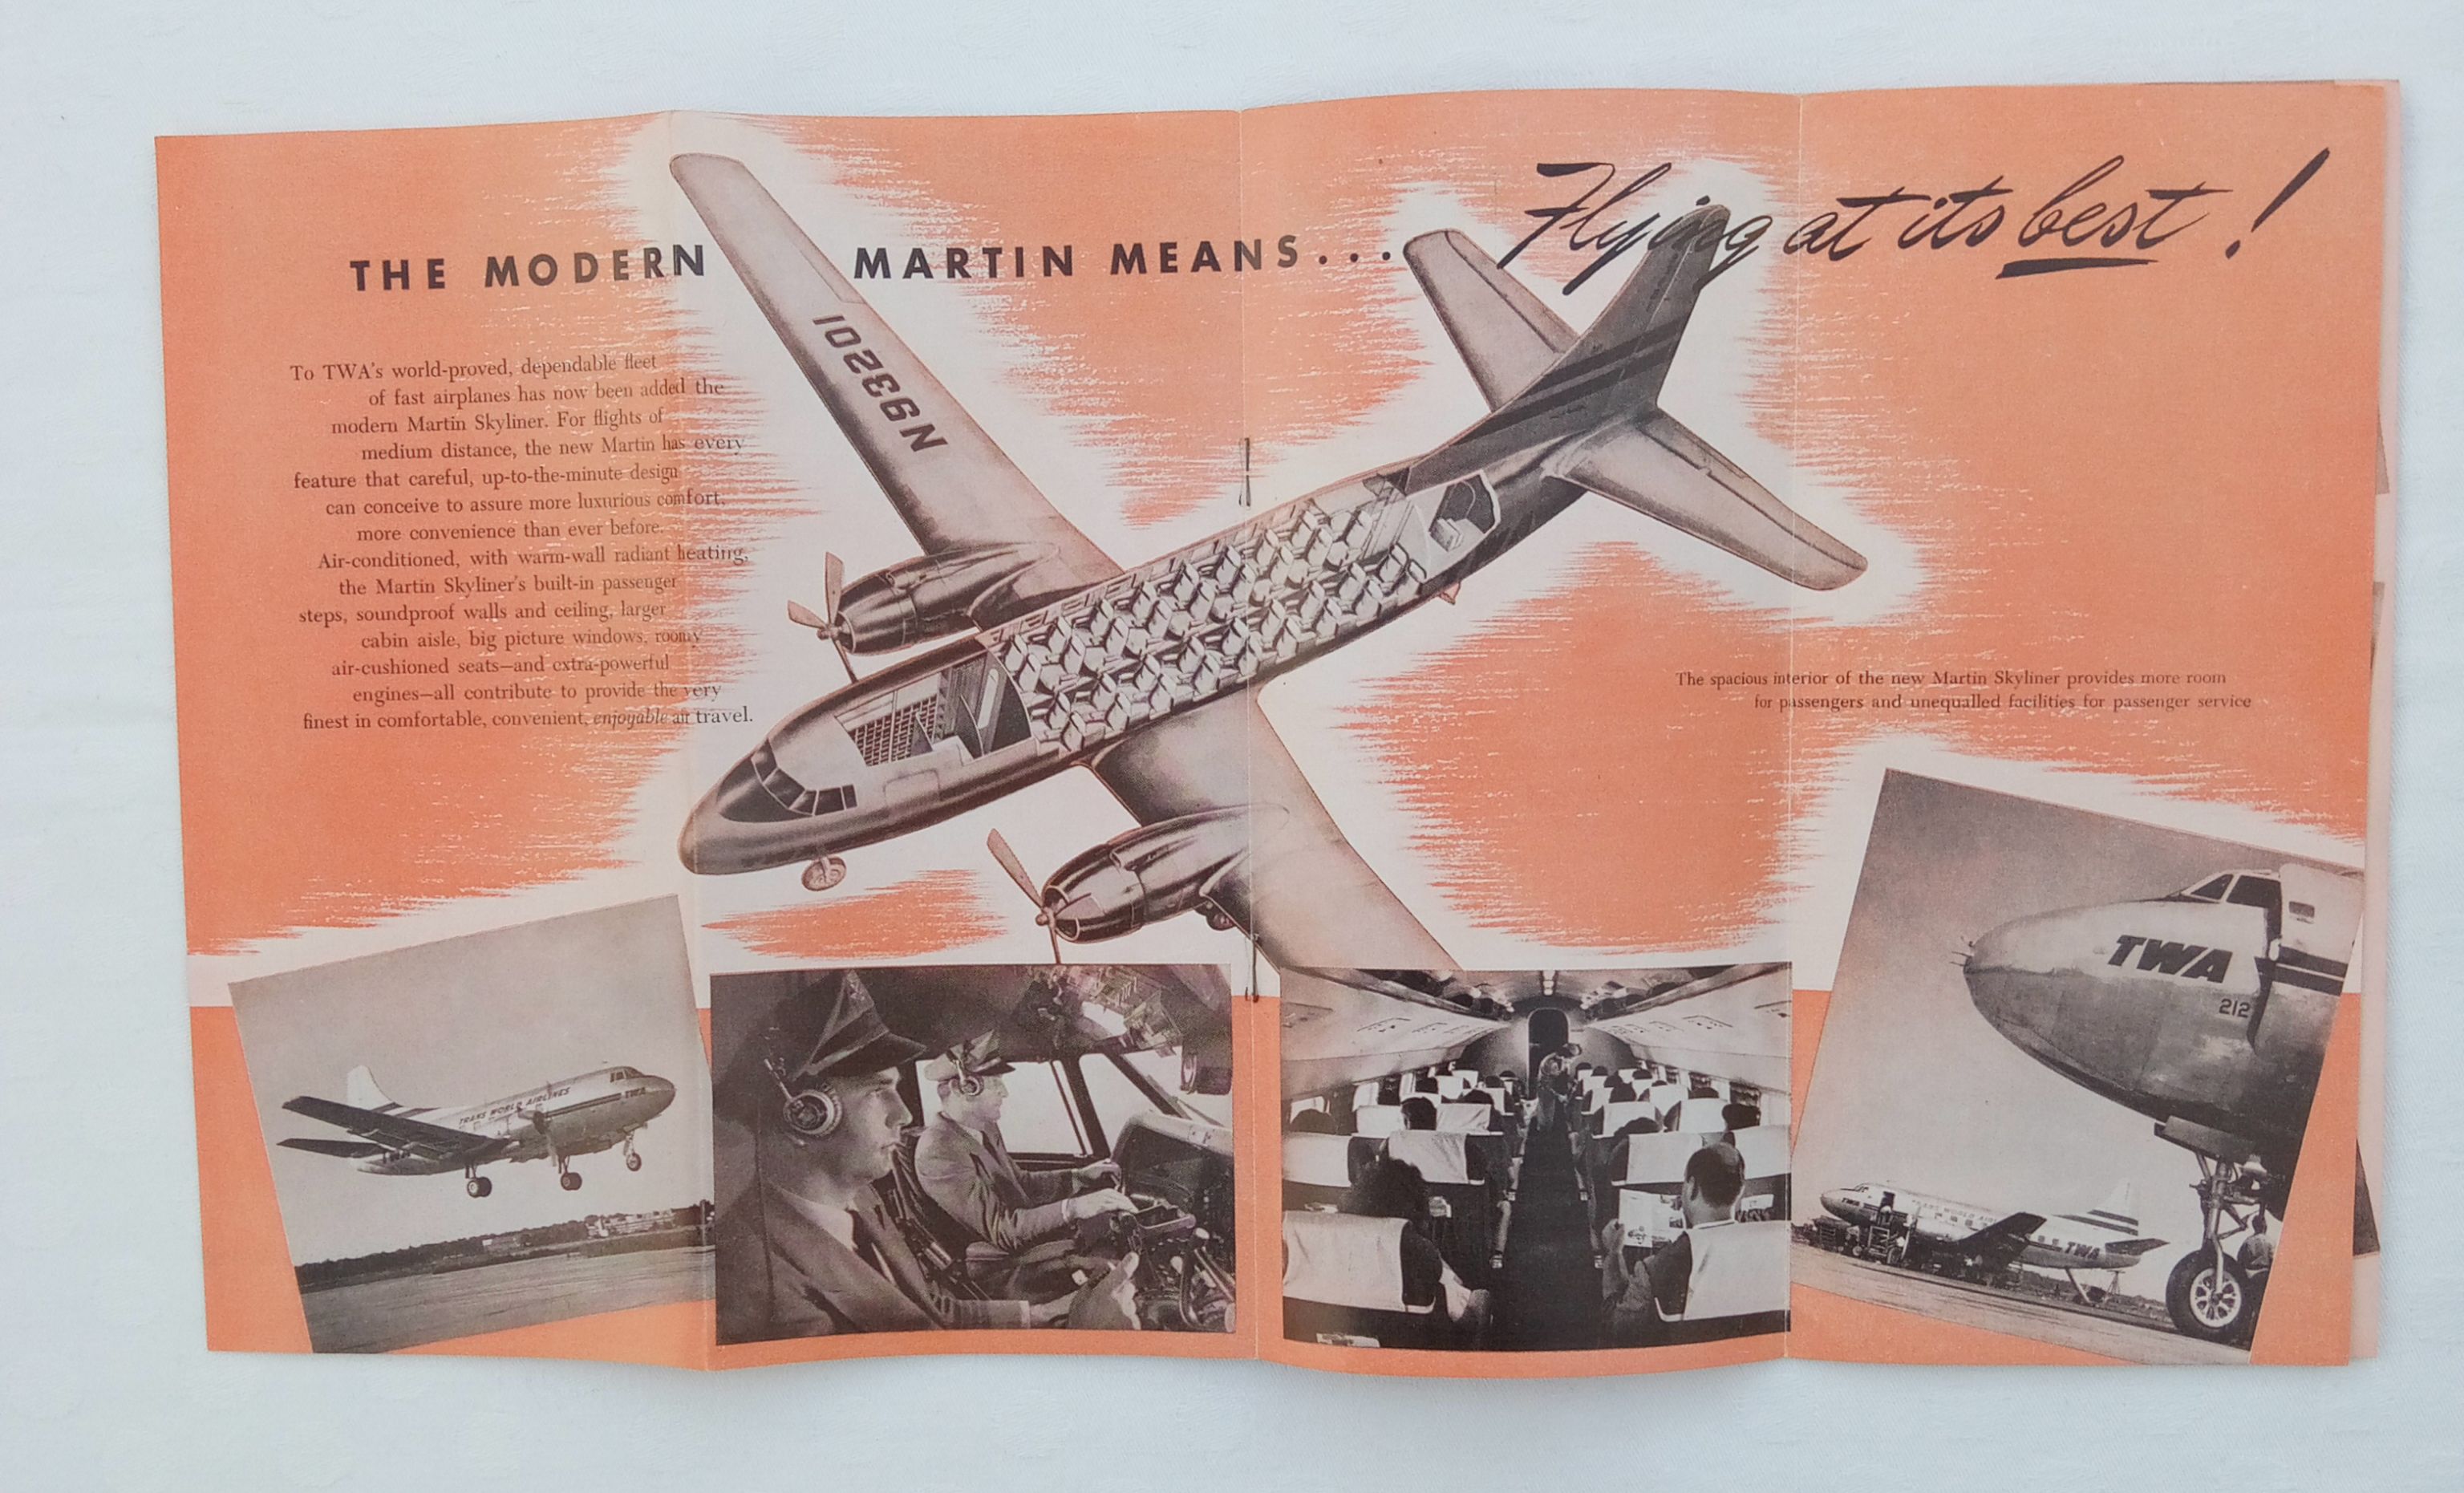 THE MODERN MARTIN MEANS... Flying at its best!
N93201
To TWA's world-proved, dependable fleet
of fast airplanes has now been added the
modern Martin Skyliner. For flights of
medium distance, the new Martin has every
feature that careful, up-to-the-minute design
can conceive to assure more luxurious comfort,
more convenience than ever before.
Air-conditioned, with warm-wall radiant heating,
the Martin Skyliner's built-in passenger
steps, soundproof walls and ceiling, larger
cabin aisle, big picture windows, roomy
air-cushioned seats—and extra-powerful
engines—all contribute to provide the very
finest in comfortable, convenient, enjoyable air travel.
The spacious interior of the new Martin Skyliner provides more room
for passengers and unequalled facilities for passenger service
TRANS WORLD AIRLINES
TWA
TWA
212
TWA
TWA